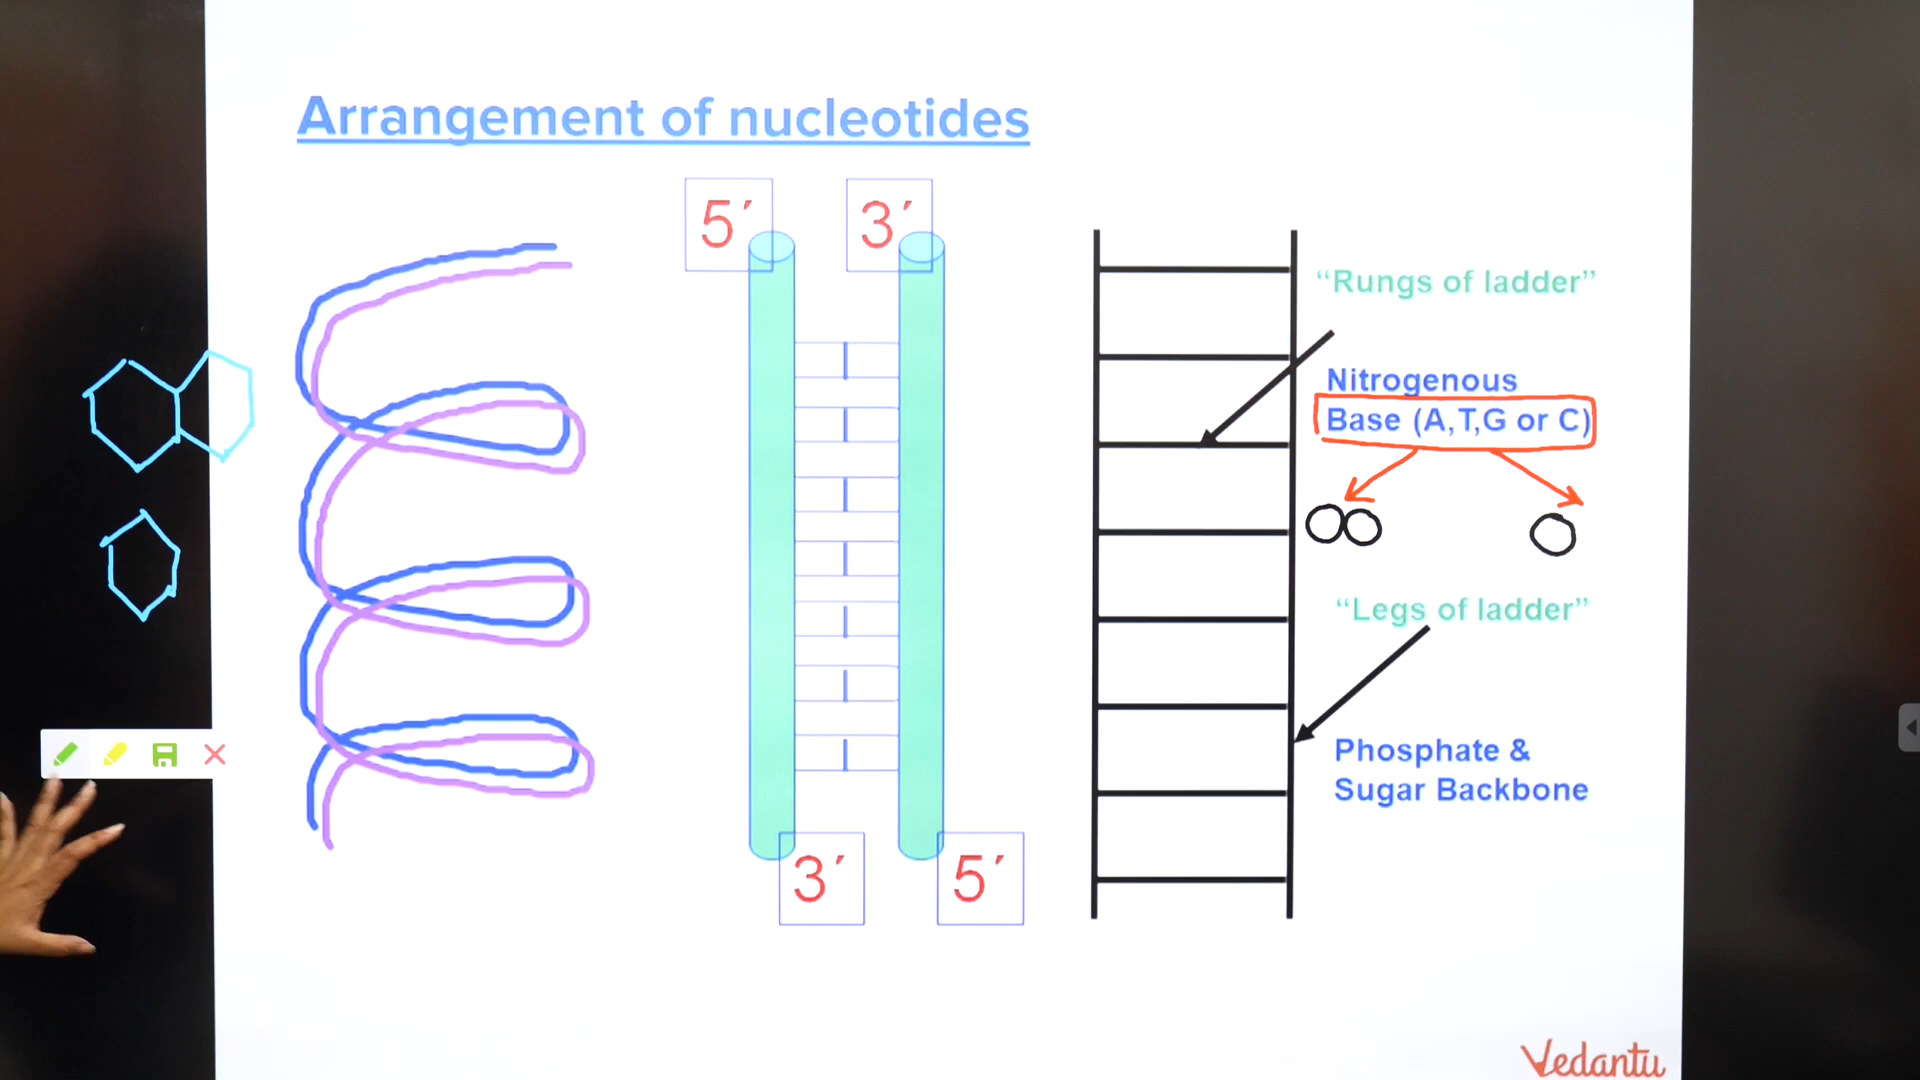 Arrangement of nucleotides
5′ 3′
“Rungs of ladder”
Nitrogenous
Base (A,T,G or C)
“Legs of ladder”
Phosphate &
Sugar Backbone
3′ 5′
Vedantu